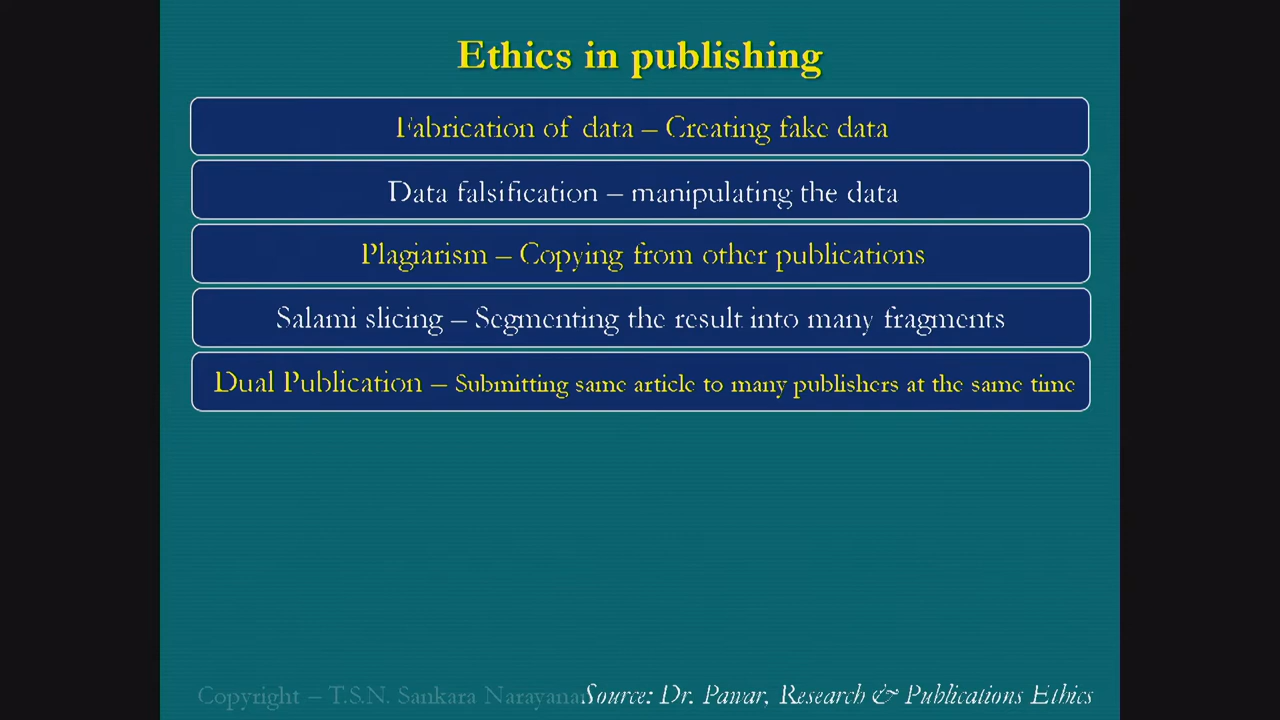 Ethics in publishing
Fabrication of data – Creating fake data
Data falsification – manipulating the data
Plagiarism – Copying from other publications
Salami slicing – Segmenting the result into many fragments
Dual Publication – Submitting same article to many publishers at the same time
Copyright – T.S.N. Sankara Narayanan
Source: Dr. Pawar, Research & Publications Ethics